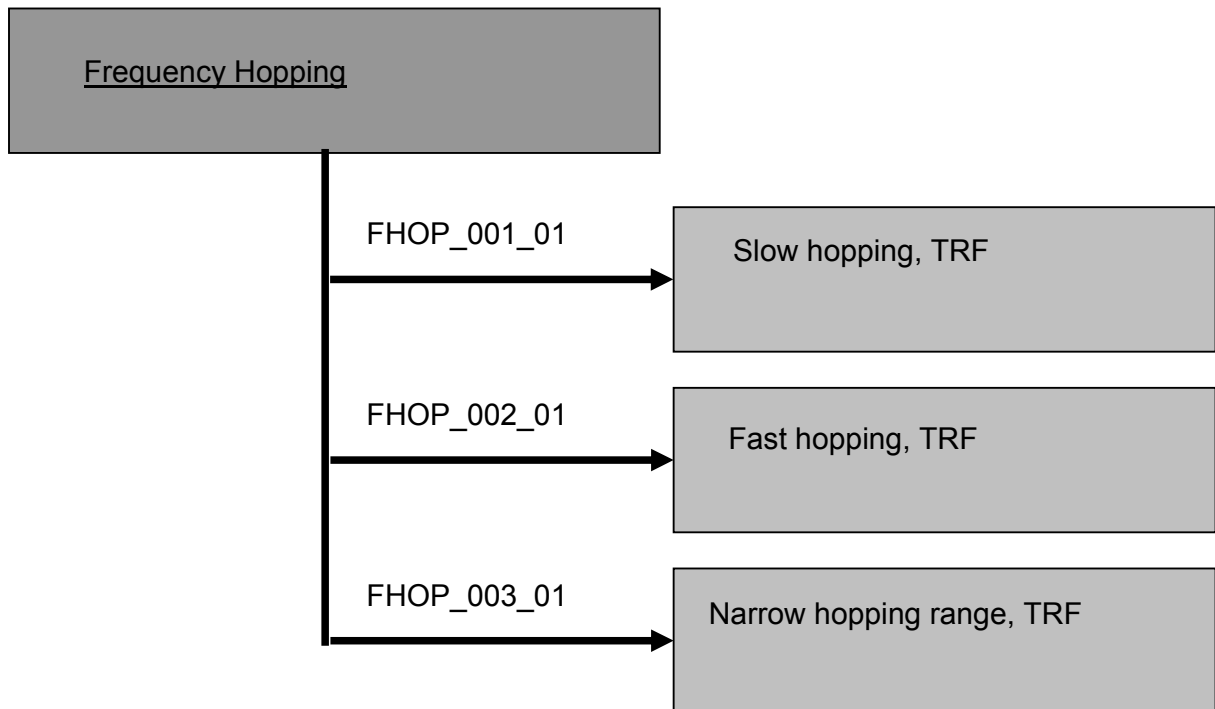 Frequency Hopping
FHOP_001_01
Slow hopping, TRF
FHOP_002_01
Fast hopping, TRF
FHOP_003_01
Narrow hopping range, TRF